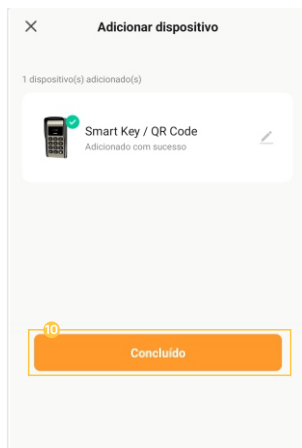 Adicionar dispositivo
1 dispositivo(s) adicionado(s)
Smart Key / QR Code
Adicionado com sucesso
10
Concluído